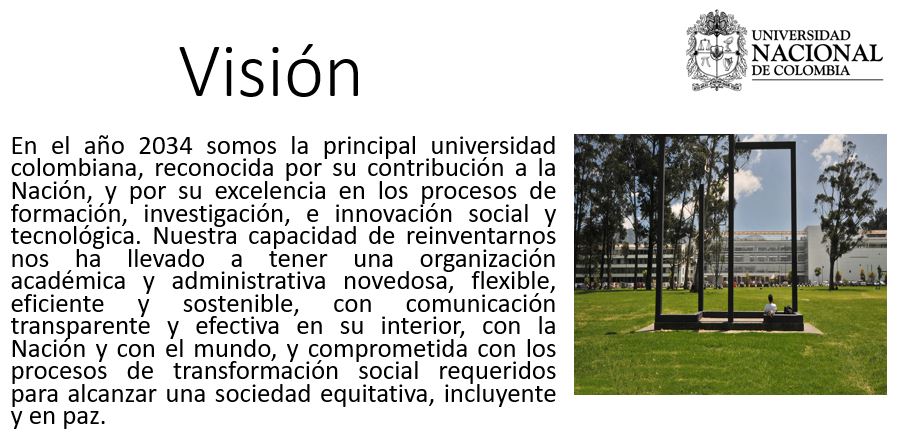 Visión
UNIVERSIDAD
NACIONAL
DE COLOMBIA
En el año 2034 somos la principal universidad
colombiana, reconocida por su contribución a la
Nación, y por su excelencia en los procesos de
formación, investigación, e innovación social y
tecnológica. Nuestra capacidad de reinventarnos
nos ha llevado a tener una organización
académica y administrativa novedosa, flexible,
eficiente y sostenible, con comunicación
transparente y efectiva en su interior, con la
Nación y con el mundo, y comprometida con los
procesos de transformación social requeridos
para alcanzar una sociedad equitativa, incluyente
y en paz.